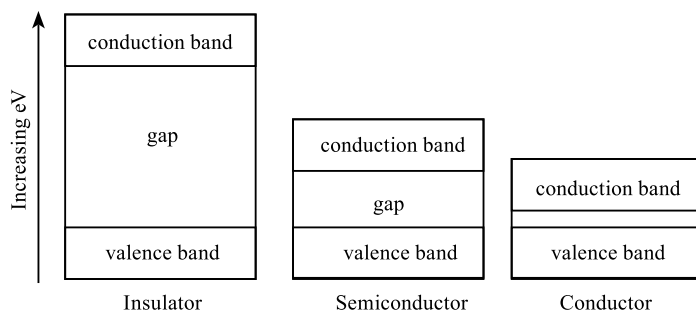 Increasing eV
conduction band
gap
valence band
Insulator
conduction band
gap
valence band
Semiconductor
conduction band
valence band
Conductor